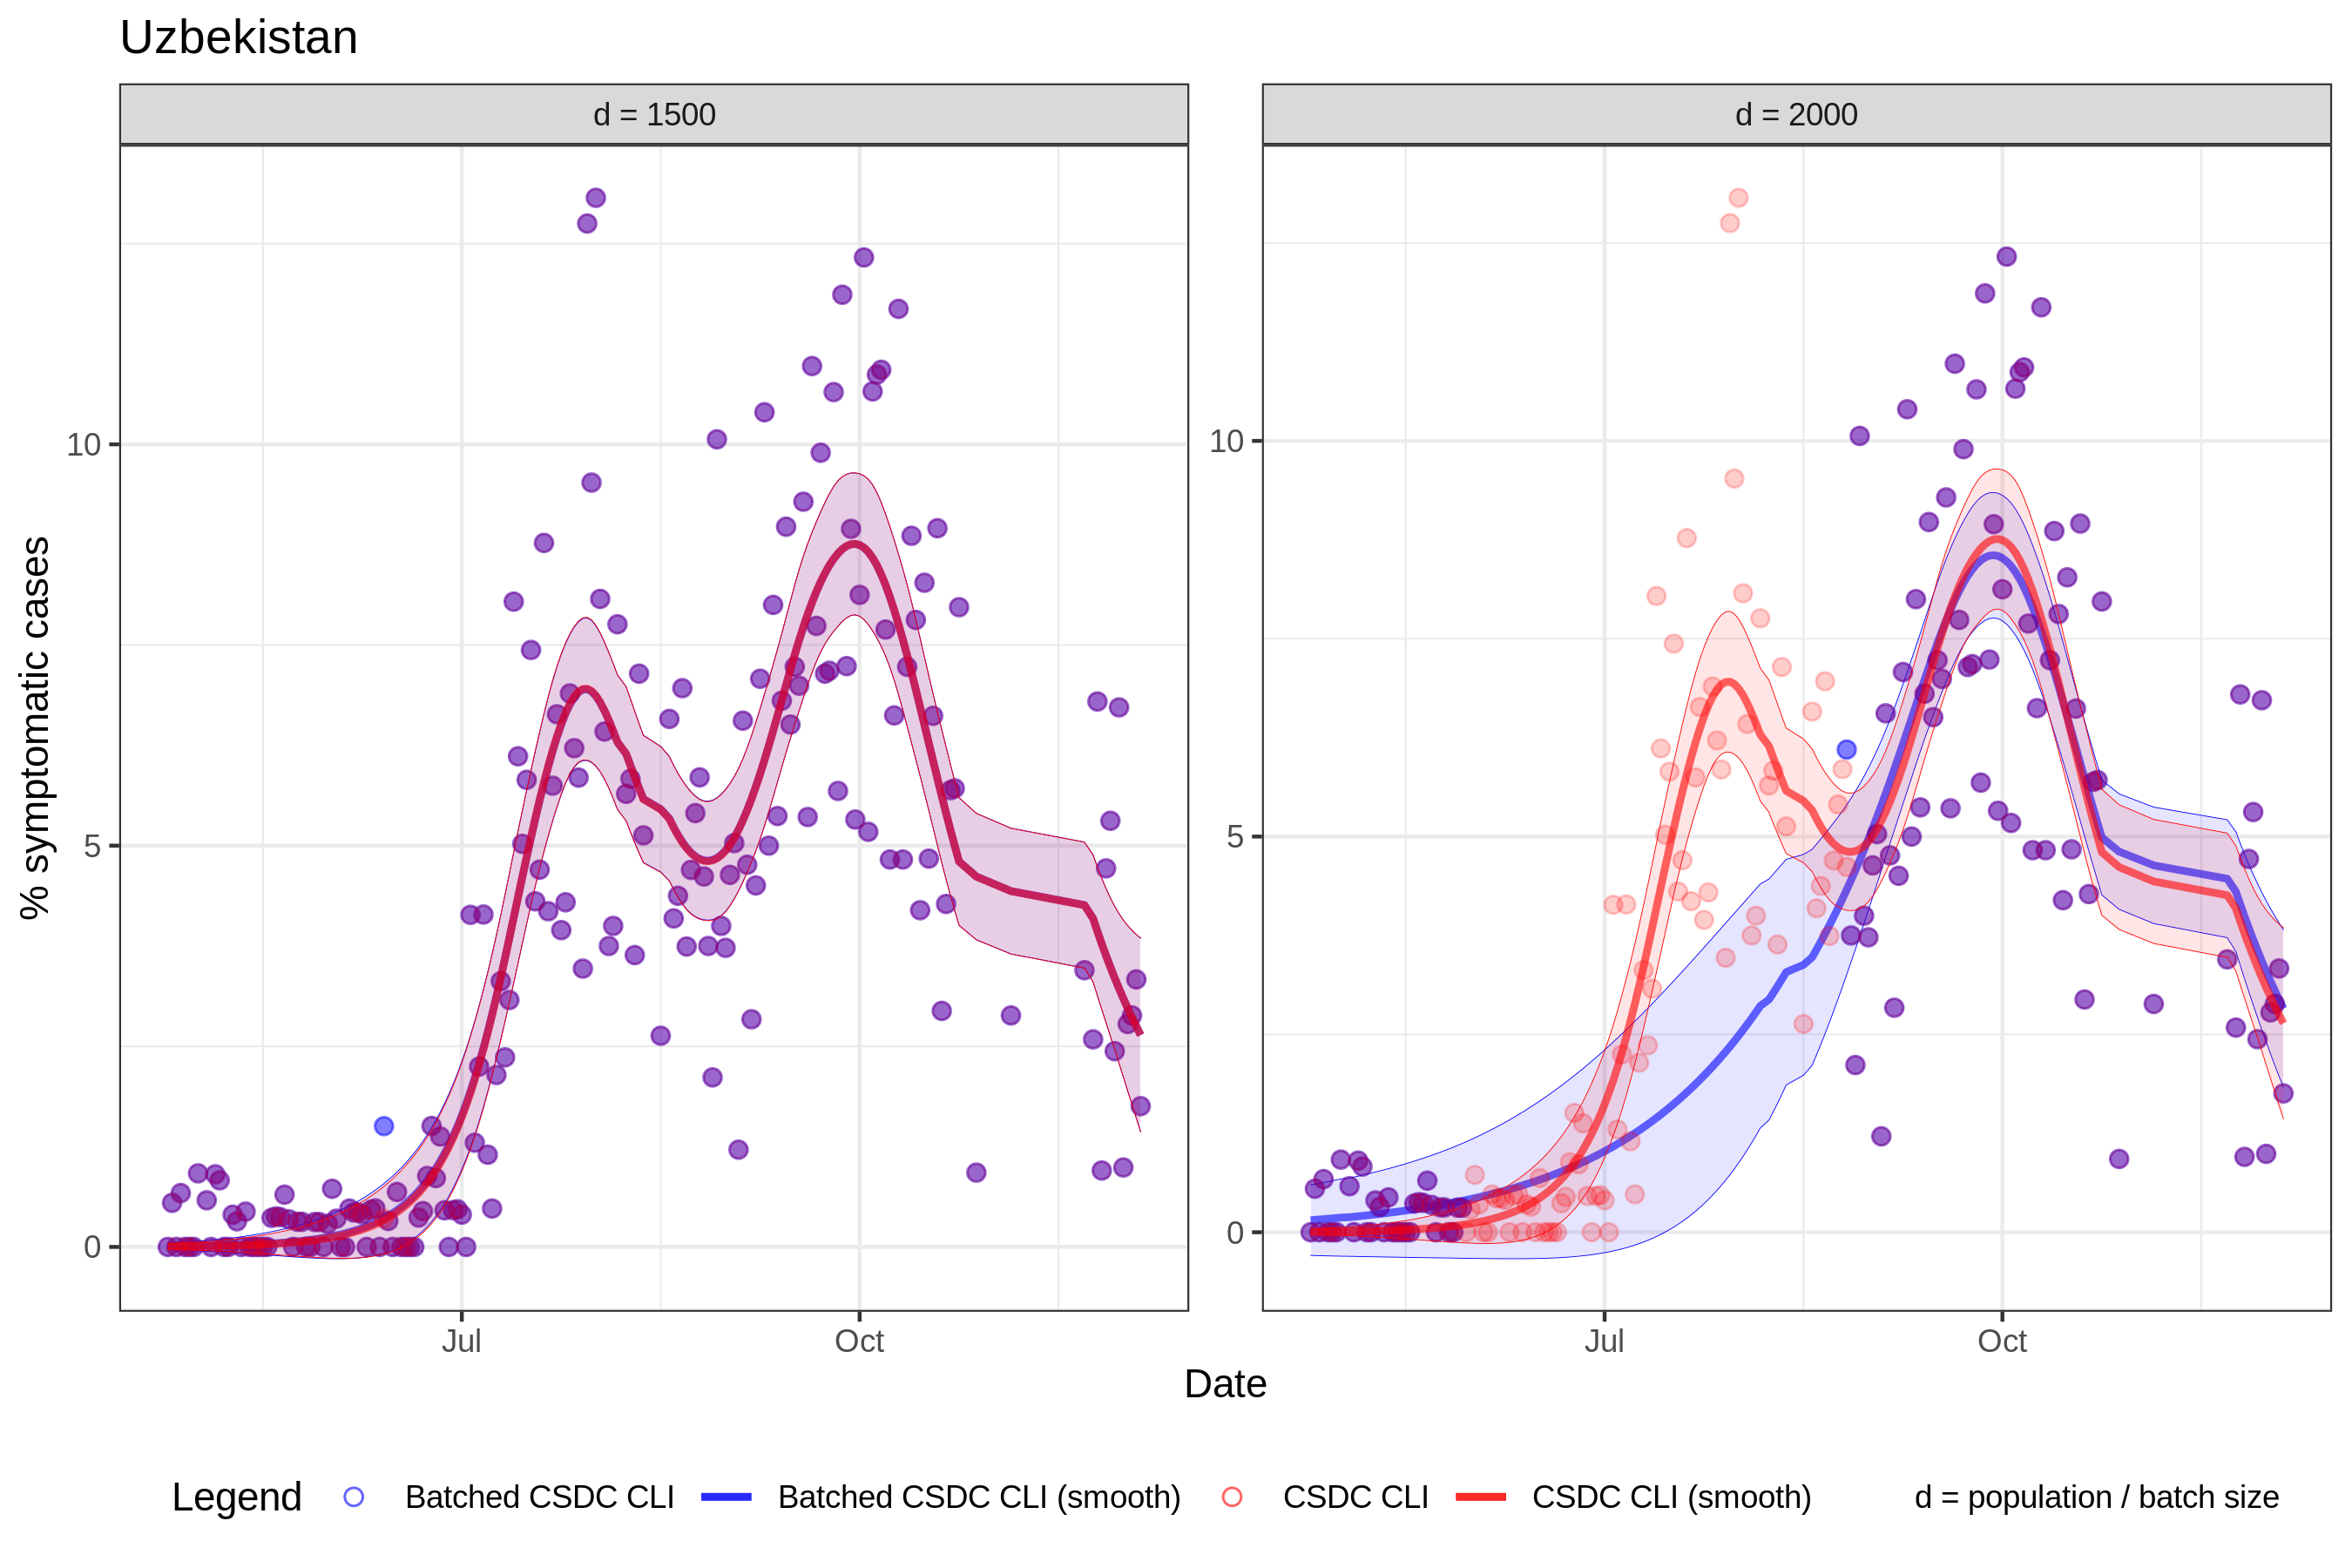 Uzbekistan
d = 1500
d = 2000
% symptomatic cases
10
5
0
10
5
0
Jul
Oct
Jul
Oct
Date
Legend
Batched CSDC CLI
Batched CSDC CLI (smooth)
CSDC CLI
CSDC CLI (smooth)
d = population / batch size